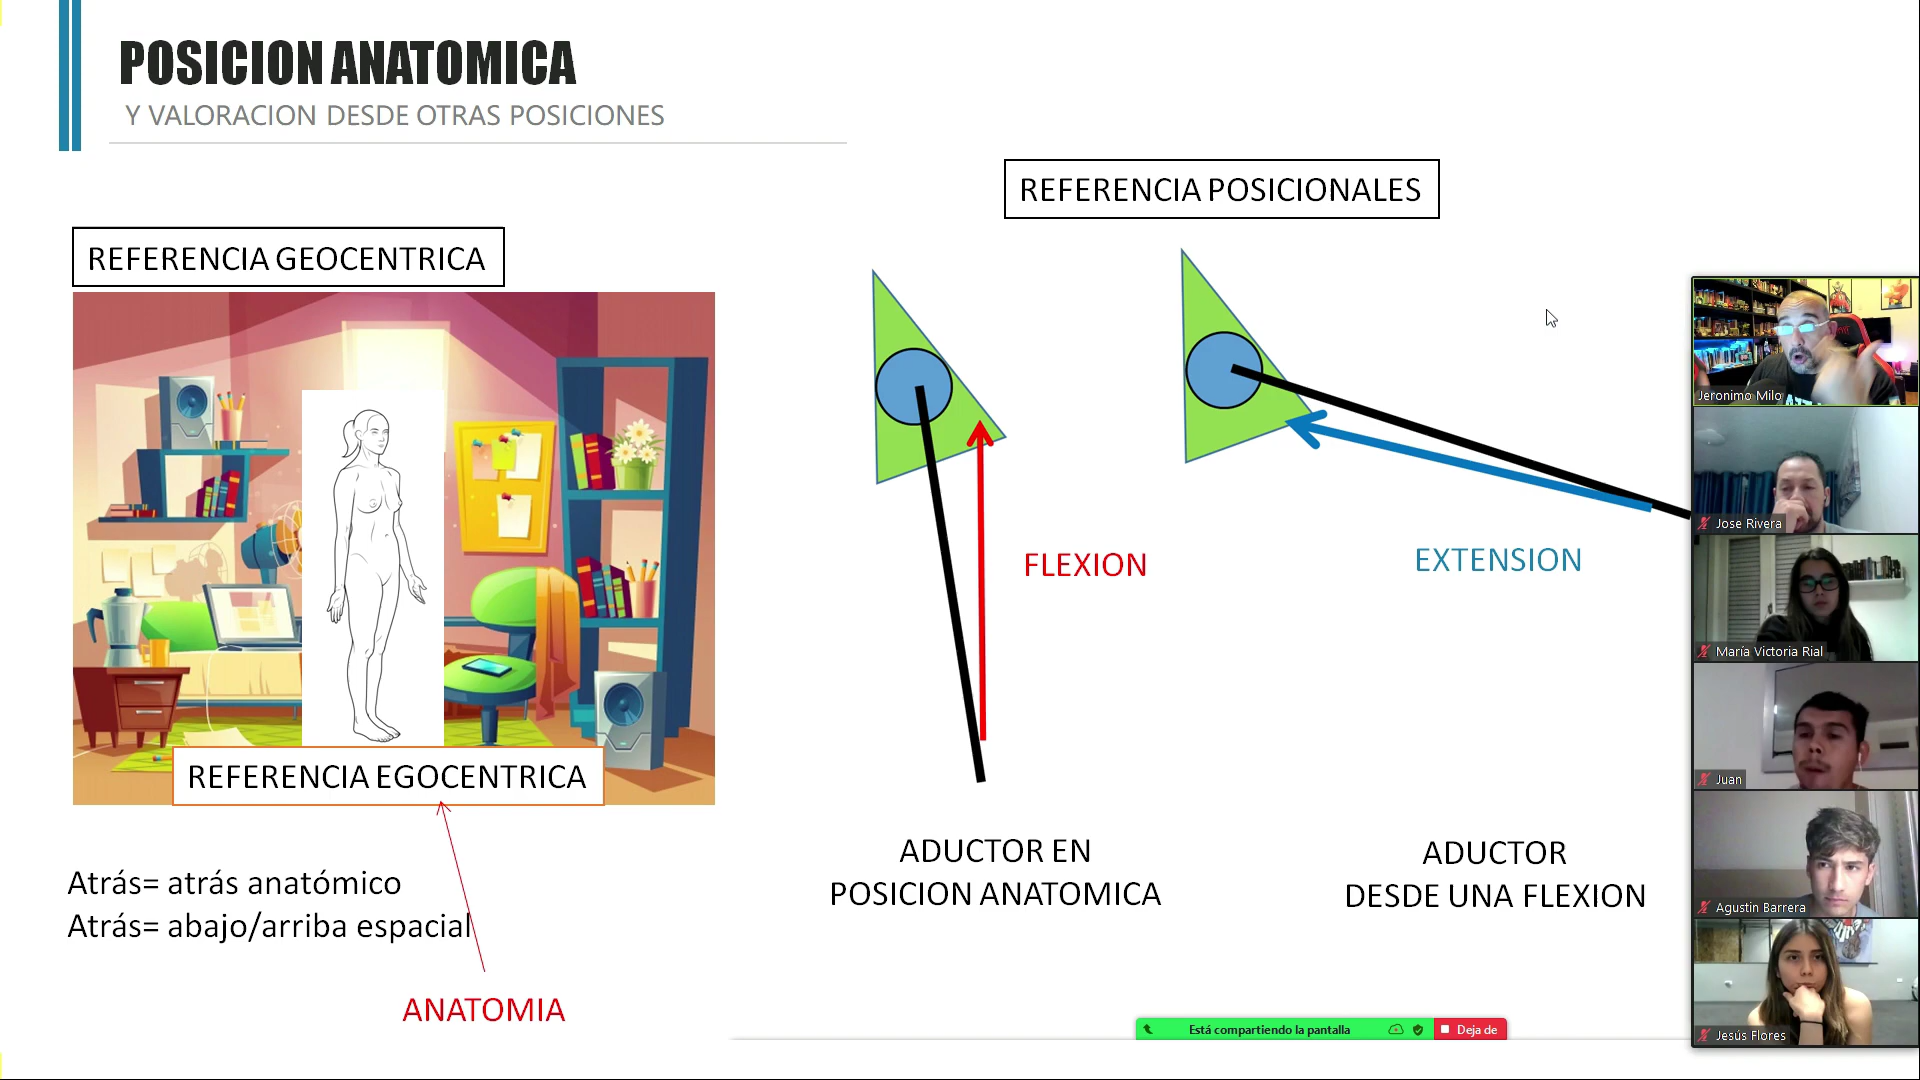 POSICION ANATOMICA
Y VALORACION DESDE OTRAS POSICIONES
REFERENCIA GEOCENTRICA
REFERENCIA EGOCENTRICA
Atrás= atrás anatómico
Atrás= abajo/arriba espacial
ANATOMIA
REFERENCIA POSICIONALES
FLEXION
EXTENSION
ADUCTOR EN
POSICION ANATOMICA
ADUCTOR
DESDE UNA FLEXION
Está compartiendo la pantalla
Deja de
Jeronimo Milo
Jose Rivera
María Victoria Rial
Juan
Agustin Barrera
Jesús Flores